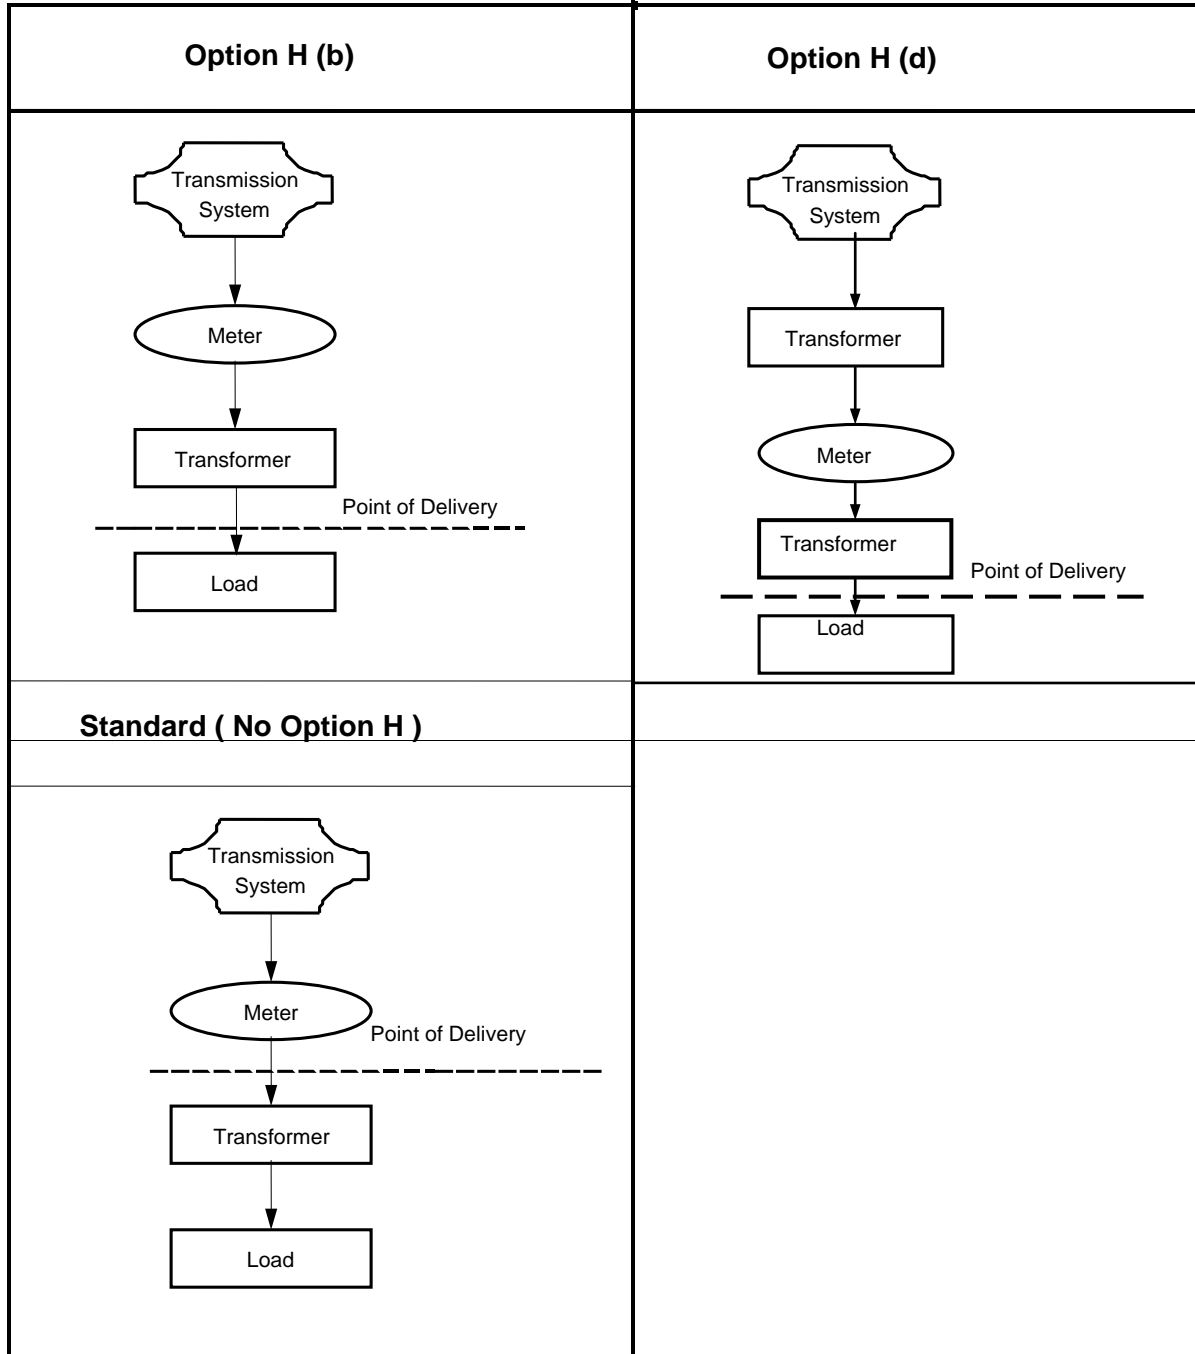 Option H (b)
Transmission
System
Meter
Transformer
Point of Delivery
Load
Option H (d)
Transmission
System
Transformer
Meter
Transformer
Point of Delivery
Load
Standard ( No Option H )
Transmission
System
Meter
Point of Delivery
Transformer
Load